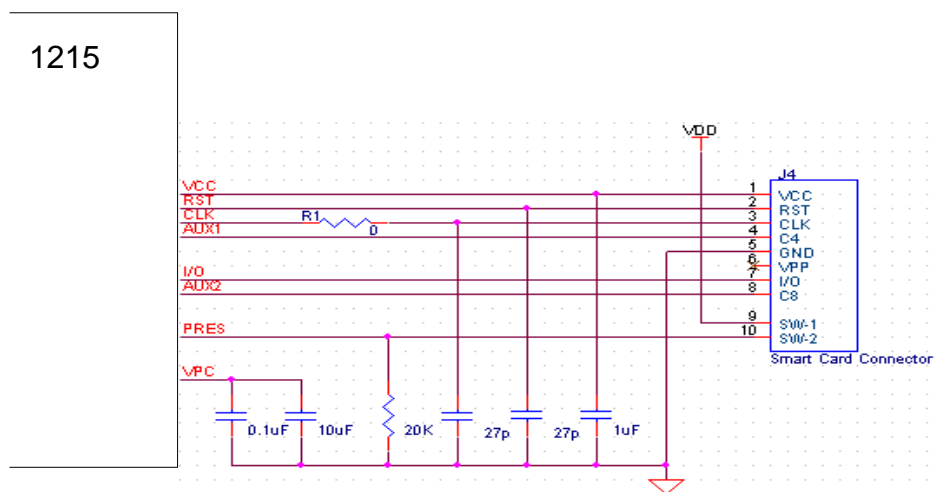 1215
VDD
J4
VCC
1
VCC
RST
2
RST
CLK
R1
0
3
CLK
AUX1
4
C4
5
GND
6
VPP
I/O
7
I/O
AUX2
8
C8
9
SW-1
PRES
10
SW-2
Smart Card Connector
VPC
0.1uF
10uF
20K
27p
27p
1uF